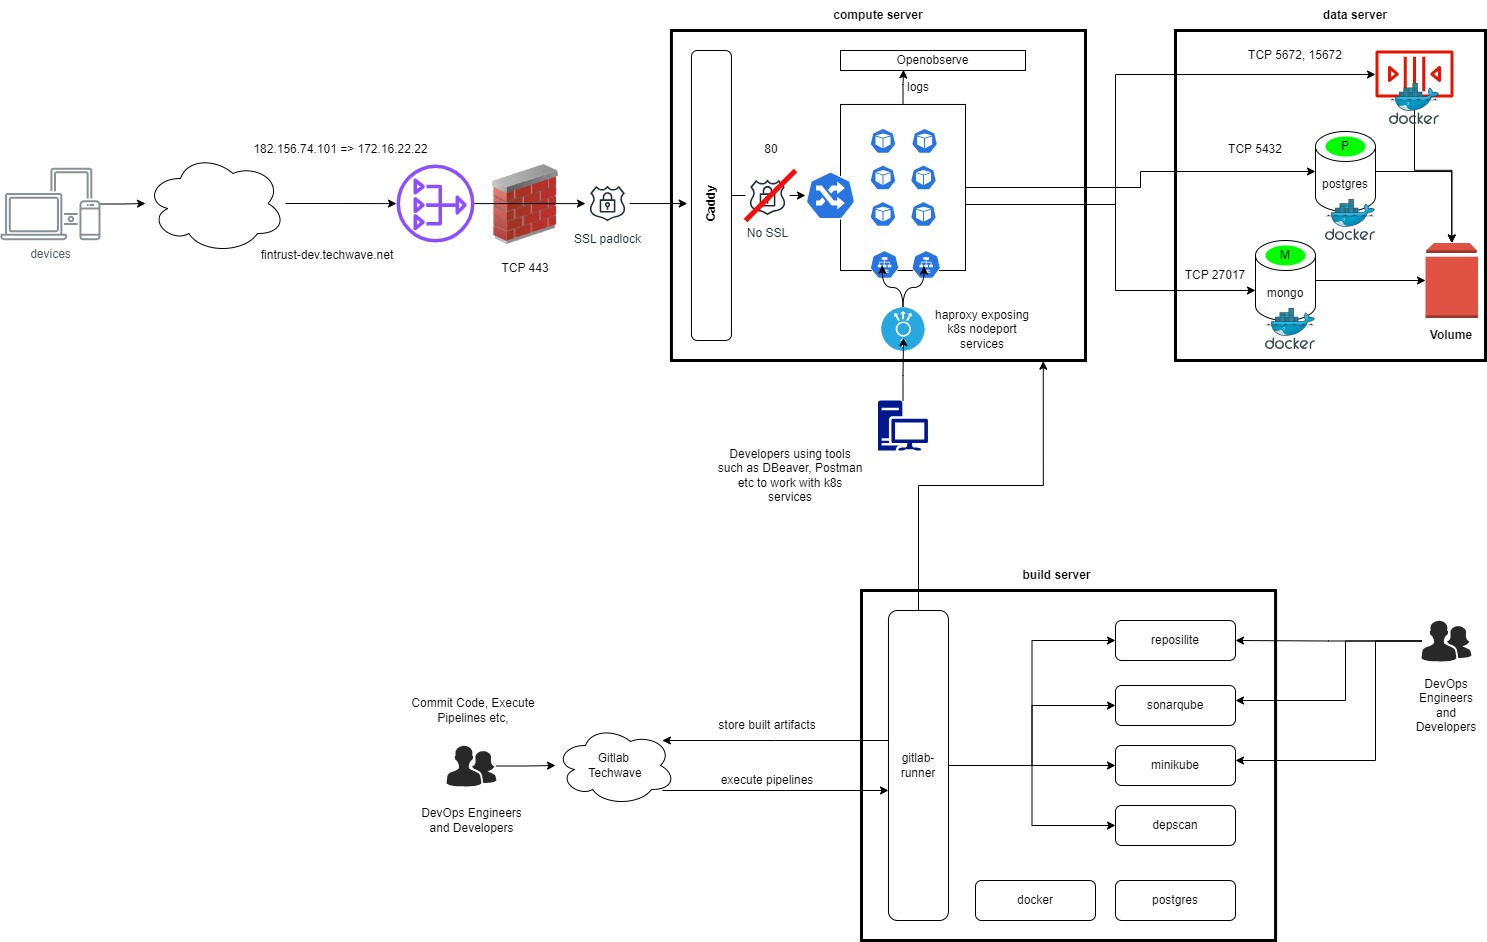 compute server
data server
Openobserve
TCP 5672, 15672
logs
docker
182.156.74.101 => 172.16.22.22
80
TCP 5432
P
postgres
docker
Caddy
devices
SSL padlock
No SSL
fintrust-dev.techwave.net
TCP 443
M
TCP 27017
mongo
docker
haproxy exposing
k8s nodeport
services
Volume
Developers using tools
such as DBeaver, Postman
etc to work with k8s
services
build server
reposilite
DevOps
Engineers
and
Developers
Commit Code, Execute
Pipelines etc,
sonarqube
store built artifacts
Gitlab
Techwave
gitlab-
runner
minikube
execute pipelines
DevOps Engineers
and Developers
depscan
docker
postgres